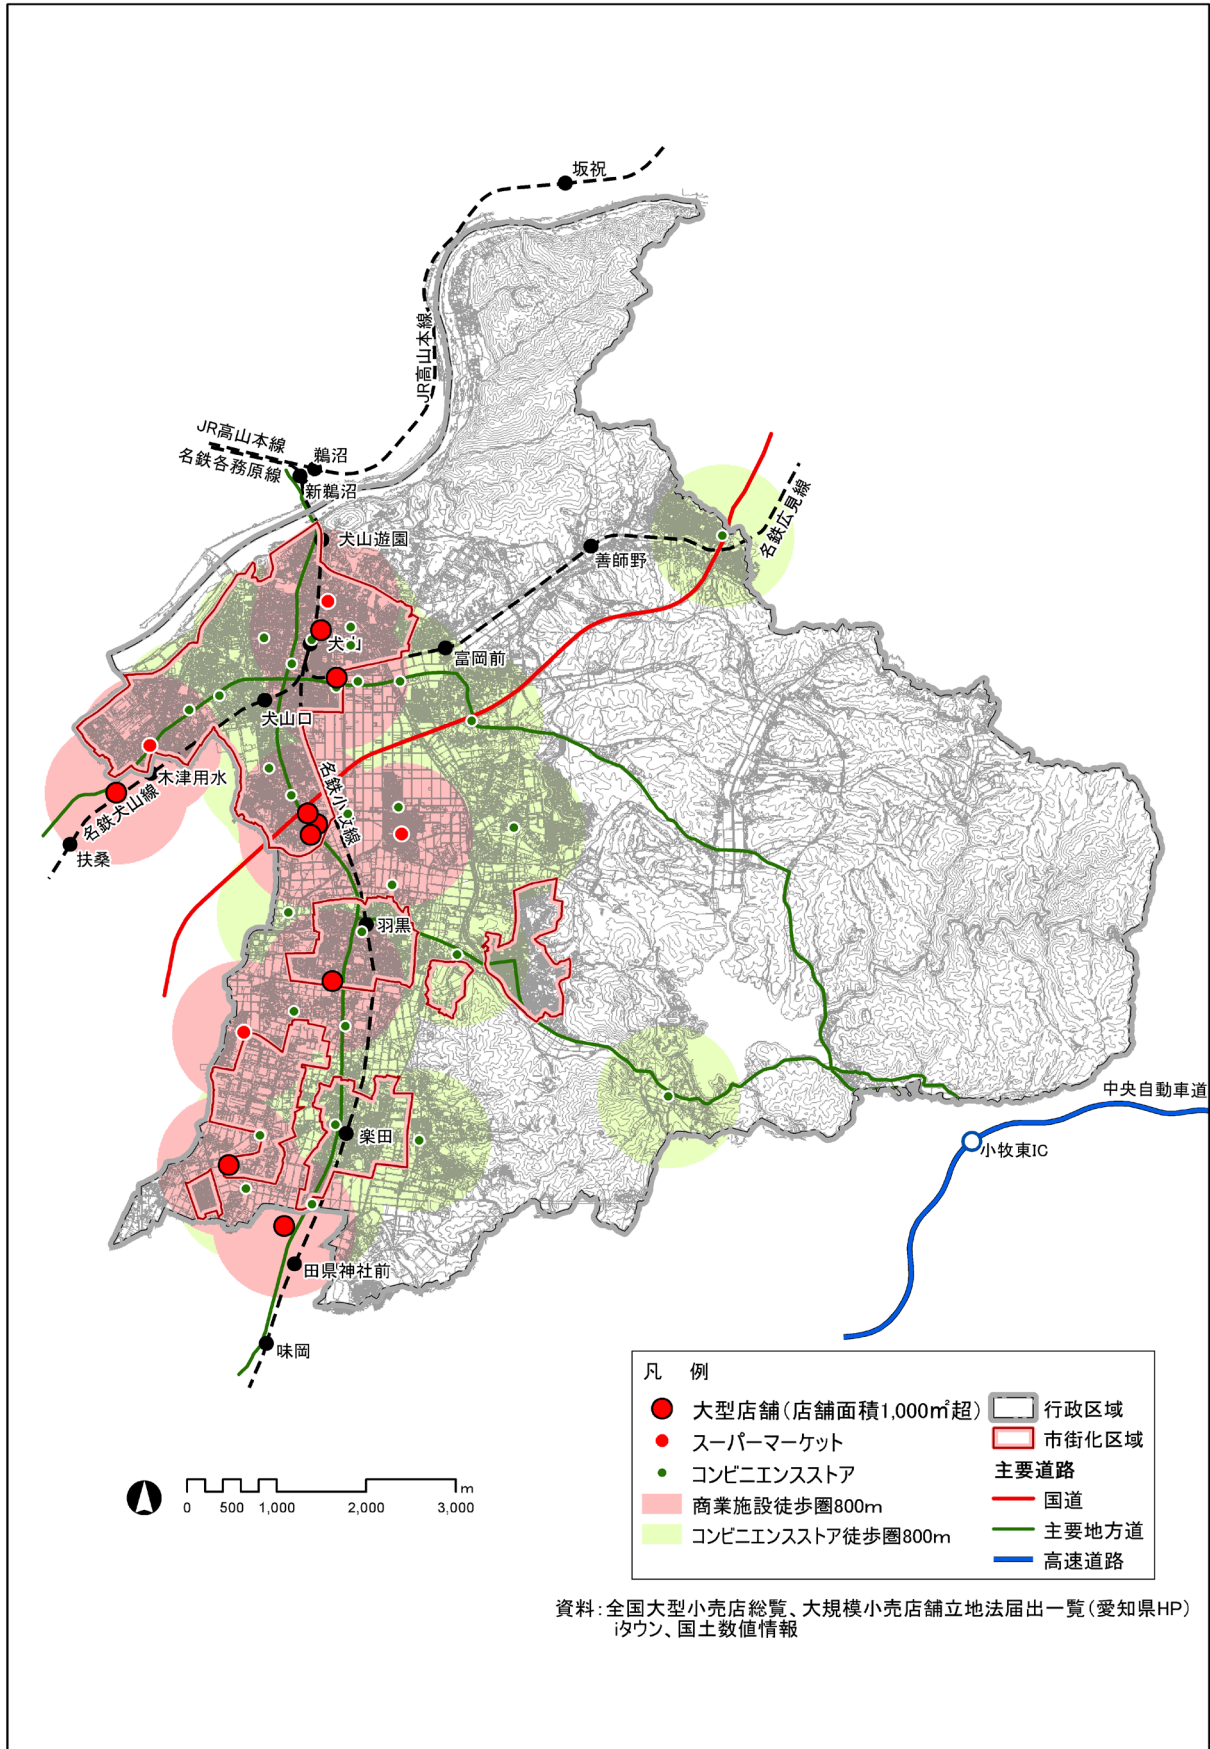 坂祝
JR高山本線
JR高山本線
名鉄各務原線
鵜沼
新鵜沼
犬山遊園
善師野
名鉄広見線
犬山
富岡前
犬山口
木津用水
名鉄犬山線
名鉄小牧線
扶桑
羽黒
楽田
中央自動車道
小牧東IC
田県神社前
味岡
凡 例
大型店舗(店舗面積1,000㎡超)
スーパーマーケット
コンビニエンスストア
商業施設徒歩圏800m
コンビニエンスストア徒歩圏800m
行政区域
市街化区域
主要道路
国道
主要地方道
高速道路
0 500 1,000 2,000 3,000 m
資料:全国大型小売店総覧、大規模小売店舗立地法届出一覧(愛知県HP)
iタウン、国土数値情報